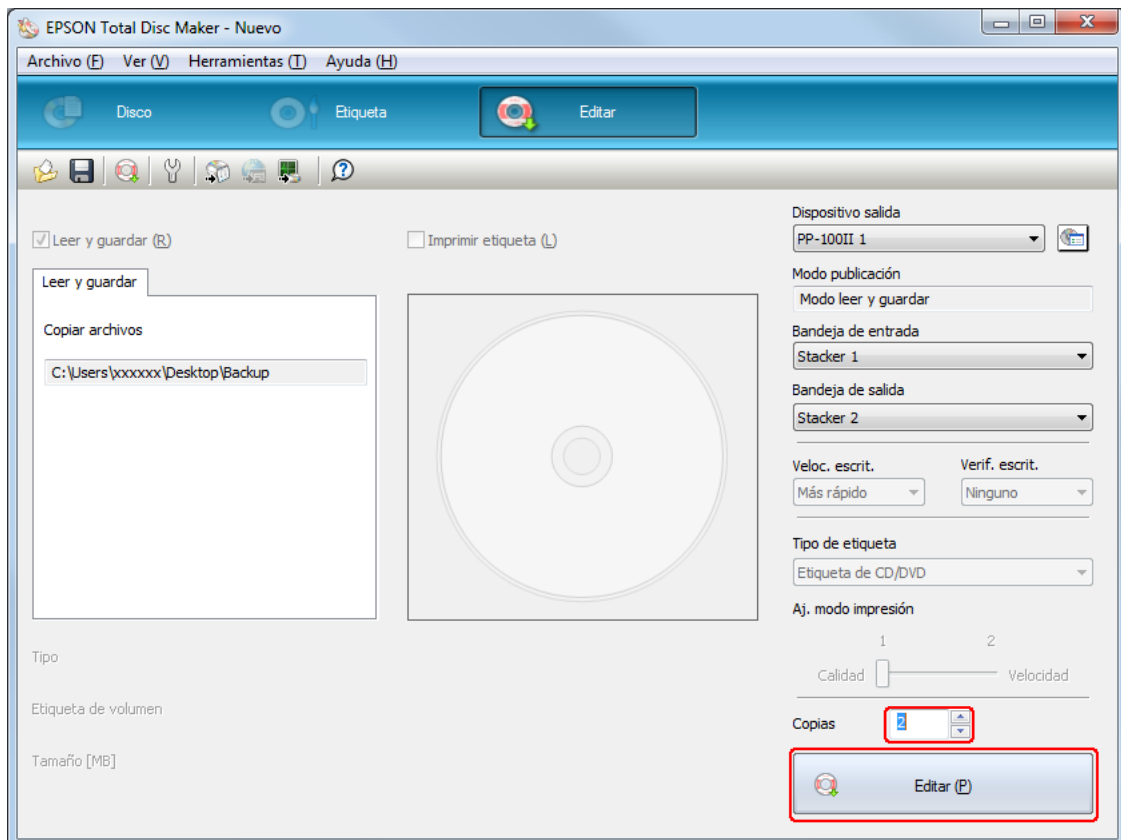 EPSON Total Disc Maker - Nuevo
Archivo (F) Ver (V) Herramientas (T) Ayuda (H)
Disco Etiqueta Editar
Leer y guardar (R)
Imprimir etiqueta (L)
Leer y guardar
Copiar archivos
C:\Users\xxxxxx\Desktop\Backup
Tipo
Etiqueta de volumen
Tamaño [MB]
Dispositivo salida
PP-100II 1
Modo publicación
Modo leer y guardar
Bandeja de entrada
Stacker 1
Bandeja de salida
Stacker 2
Veloc. escrit. Verif. escrit.
Más rápido Ninguno
Tipo de etiqueta
Etiqueta de CD/DVD
Aj. modo impresión
1 2
Calidad Velocidad
Copias 2
Editar (P)